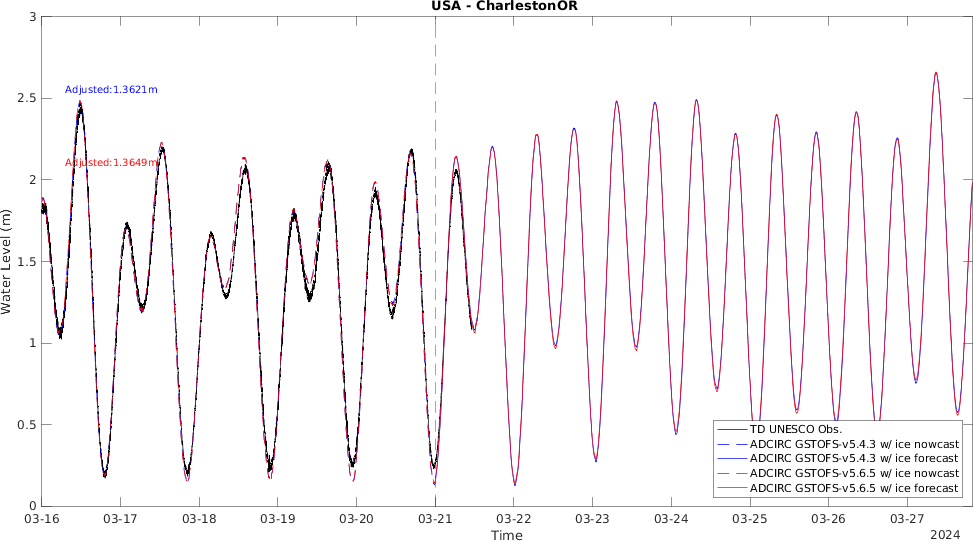 USA - CharlestonOR
3
2.5
2
1.5
1
0.5
0
Water Level (m)
Adjusted:1.3621m
Adjusted:1.3649m
TD UNESCO Obs.
ADCIRC GSTOFS-v5.4.3 w/ ice nowcast
ADCIRC GSTOFS-v5.4.3 w/ ice forecast
ADCIRC GSTOFS-v5.6.5 w/ ice nowcast
ADCIRC GSTOFS-v5.6.5 w/ ice forecast
03-16 03-17 03-18 03-19 03-20 03-21 03-22 03-23 03-24 03-25 03-26 03-27
Time
2024